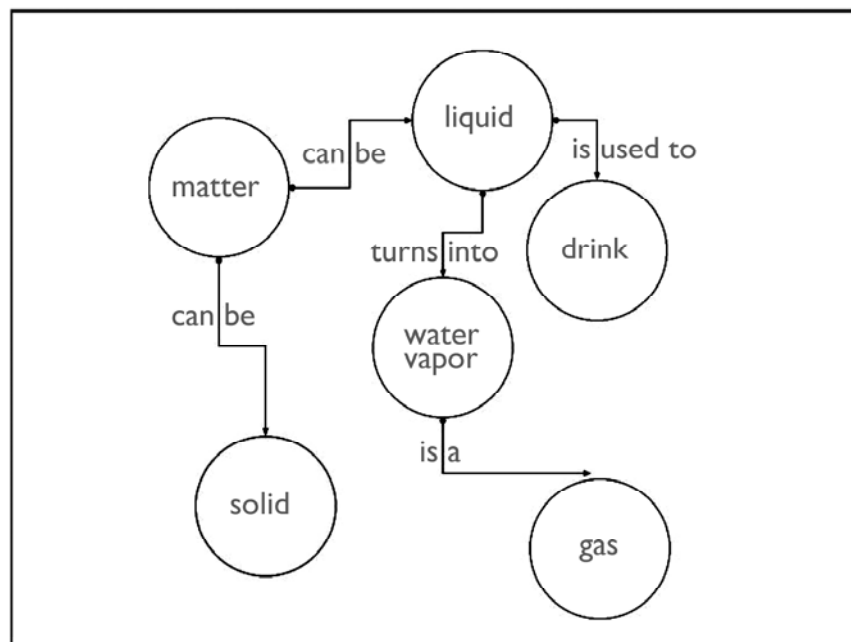 liquid
can be
is used to
matter
turns into
drink
can be
water
vapor
is a
solid
gas